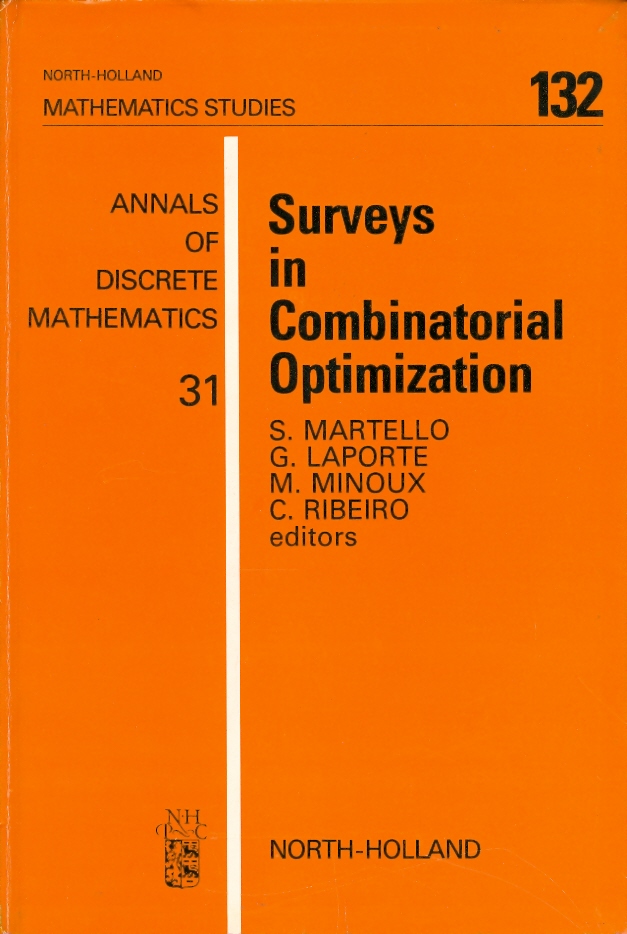 NORTH-HOLLAND
MATHEMATICS STUDIES
132
ANNALS
OF
DISCRETE
MATHEMATICS
31
Surveys
in
Combinatorial
Optimization
S. MARTELLO
G. LAPORTE
M. MINOUX
C. RIBEIRO
editors
N·H
P C
NORTH-HOLLAND